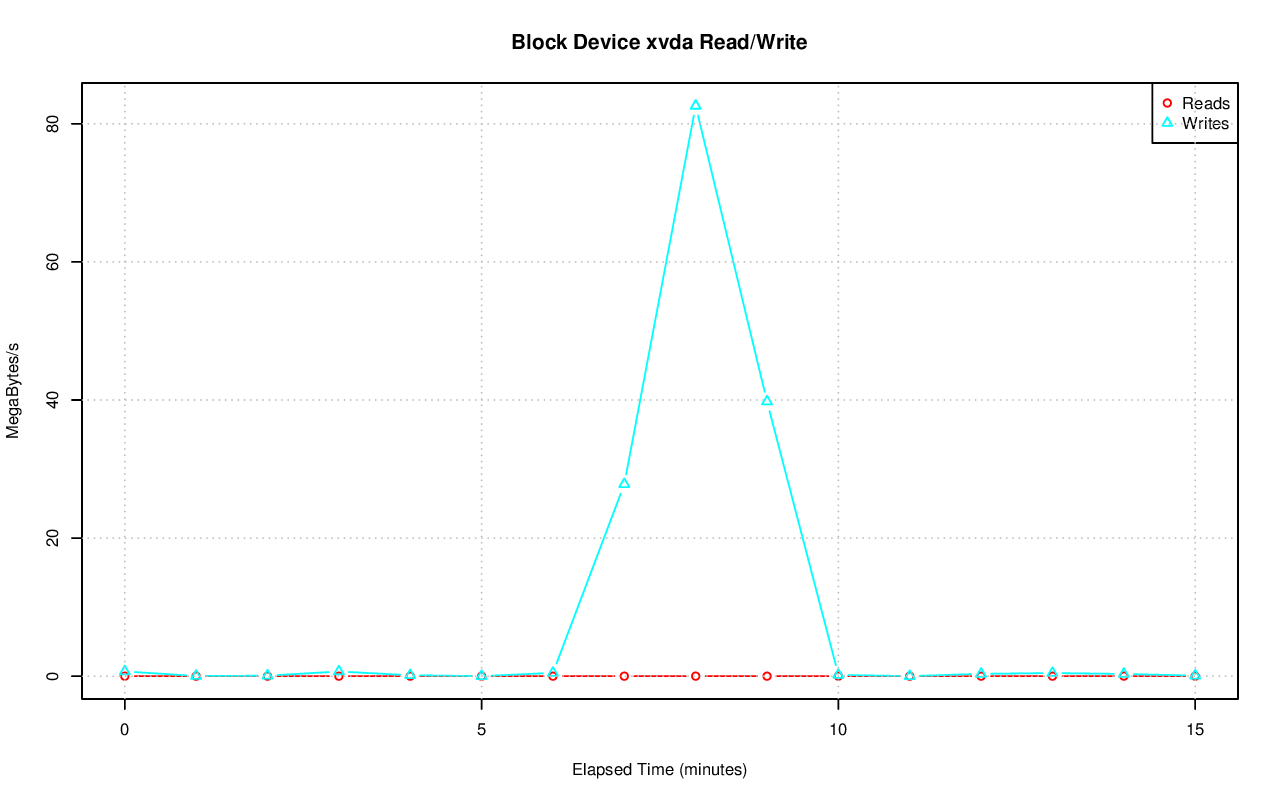 Block Device xvda Read/Write
Reads
Writes
MegaBytes/s
80
60
40
20
0
0 5 10 15
Elapsed Time (minutes)